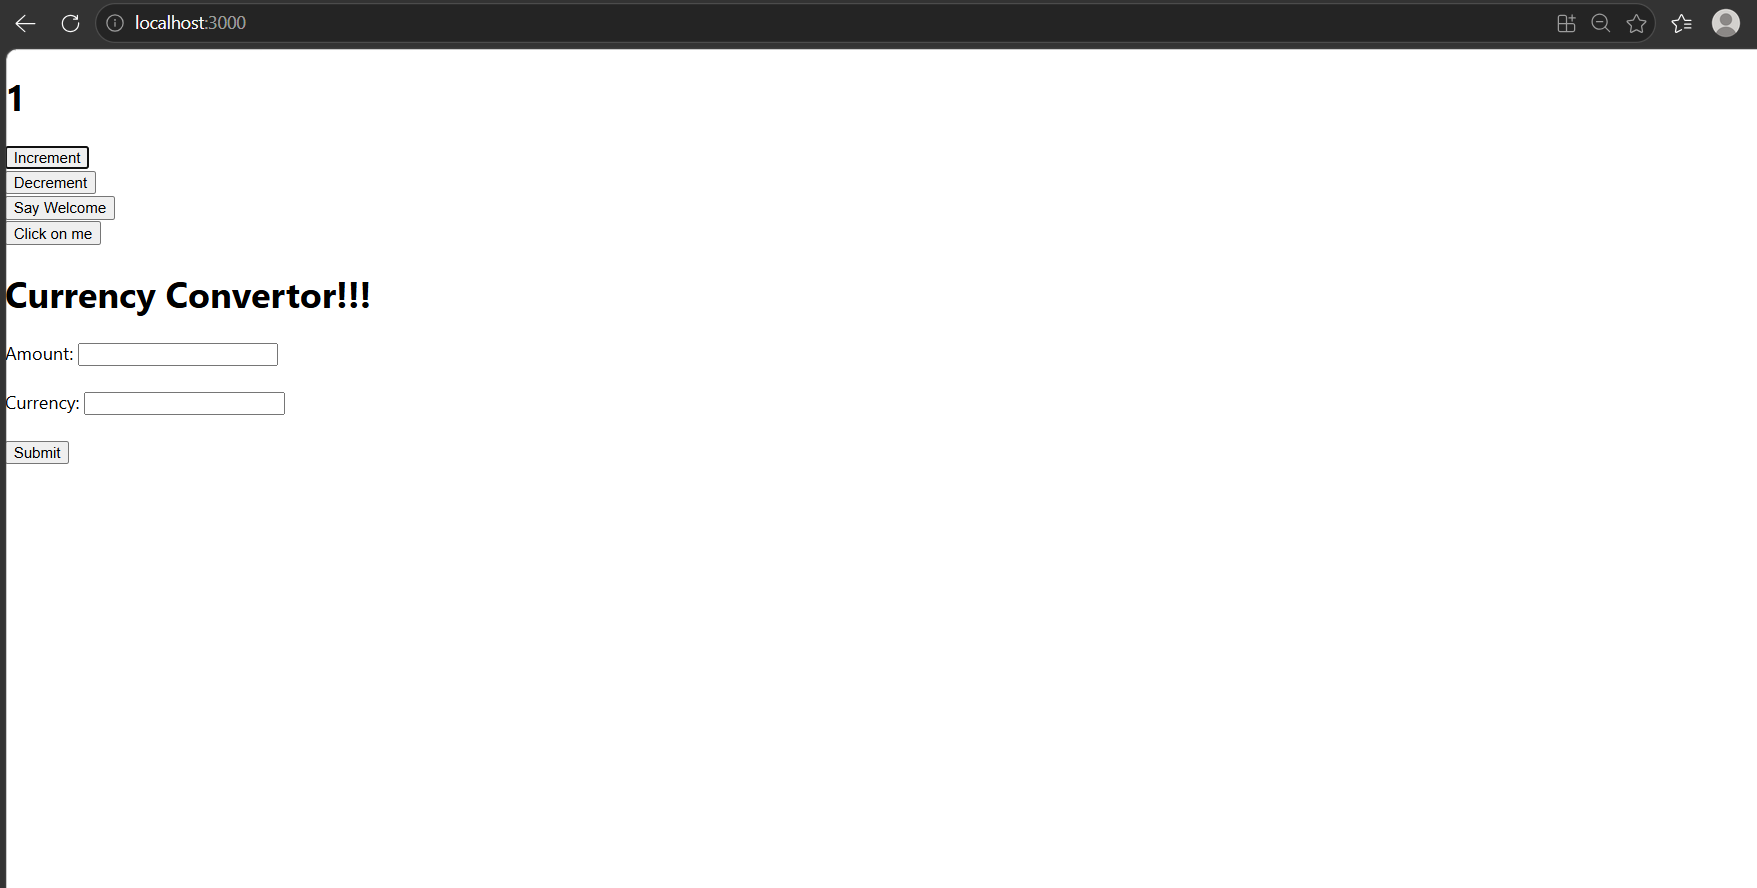 localhost:3000
1
Increment
Decrement
Say Welcome
Click on me
Currency Convertor!!!
Amount:
Currency:
Submit